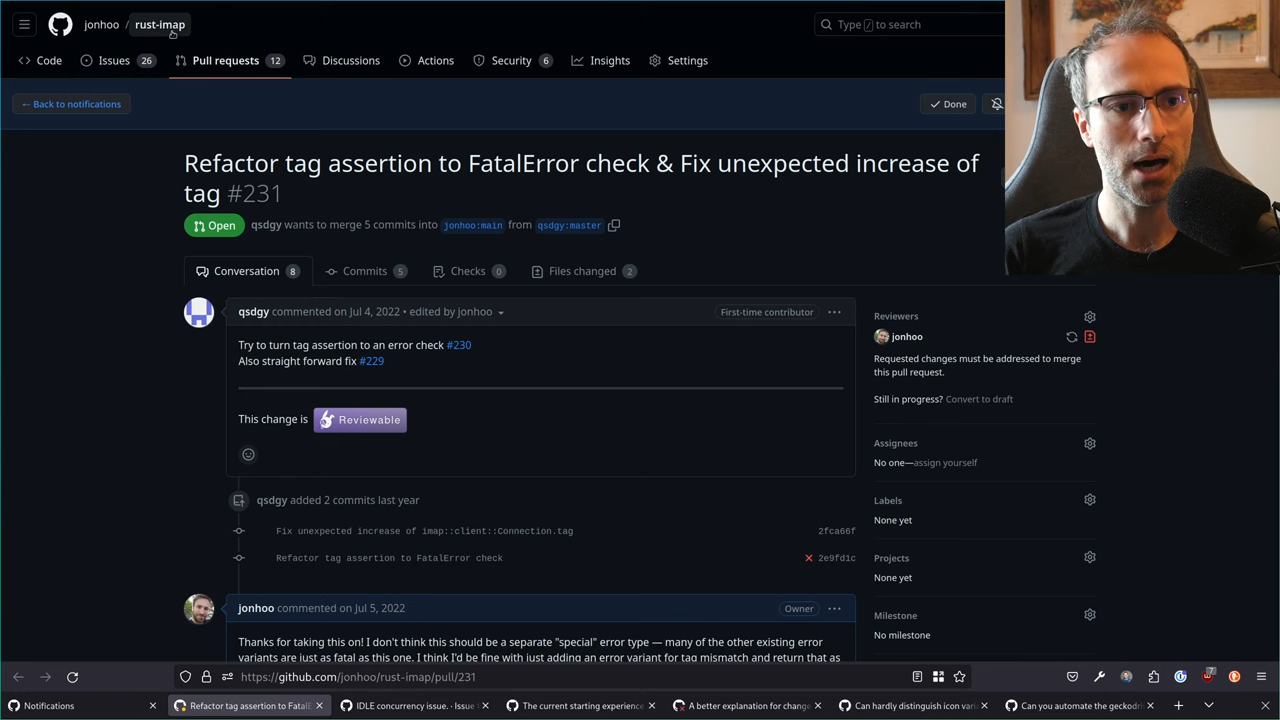 jonhoo / rust-imap
Type / to search
Code Issues 26 Pull requests 12 Discussions Actions Security 6 Insights Settings
← Back to notifications
Done
Refactor tag assertion to FatalError check & Fix unexpected increase of
tag #231
Open qsdgy wants to merge 5 commits into jonhoo:main from qsdgy:master
Conversation 8 Commits 5 Checks 0 Files changed 2
qsdgy commented on Jul 4, 2022 • edited by jonhoo First-time contributor
Try to turn tag assertion to an error check #230
Also straight forward fix #229
This change is Reviewable
qsdgy added 2 commits last year
Fix unexpected increase of imap::client::Connection.tag 2fca66f
Refactor tag assertion to FatalError check 2e9fd1c
jonhoo commented on Jul 5, 2022 Owner
Thanks for taking this on! I don't think this should be a separate "special" error type — many of the other existing error
variants are just as fatal as this one. I think I'd be fine with just adding an error variant for tag mismatch and return that as
Reviewers
jonhoo
Requested changes must be addressed to merge
this pull request.
Still in progress? Convert to draft
Assignees
No one—assign yourself
Labels
None yet
Projects
None yet
Milestone
No milestone
https://github.com/jonhoo/rust-imap/pull/231
7
Notifications
Refactor tag assertion to FatalE
IDLE concurrency issue. · Issue
The current starting experience
A better explanation for change
Can hardly distinguish icon varia
Can you automate the geckodri